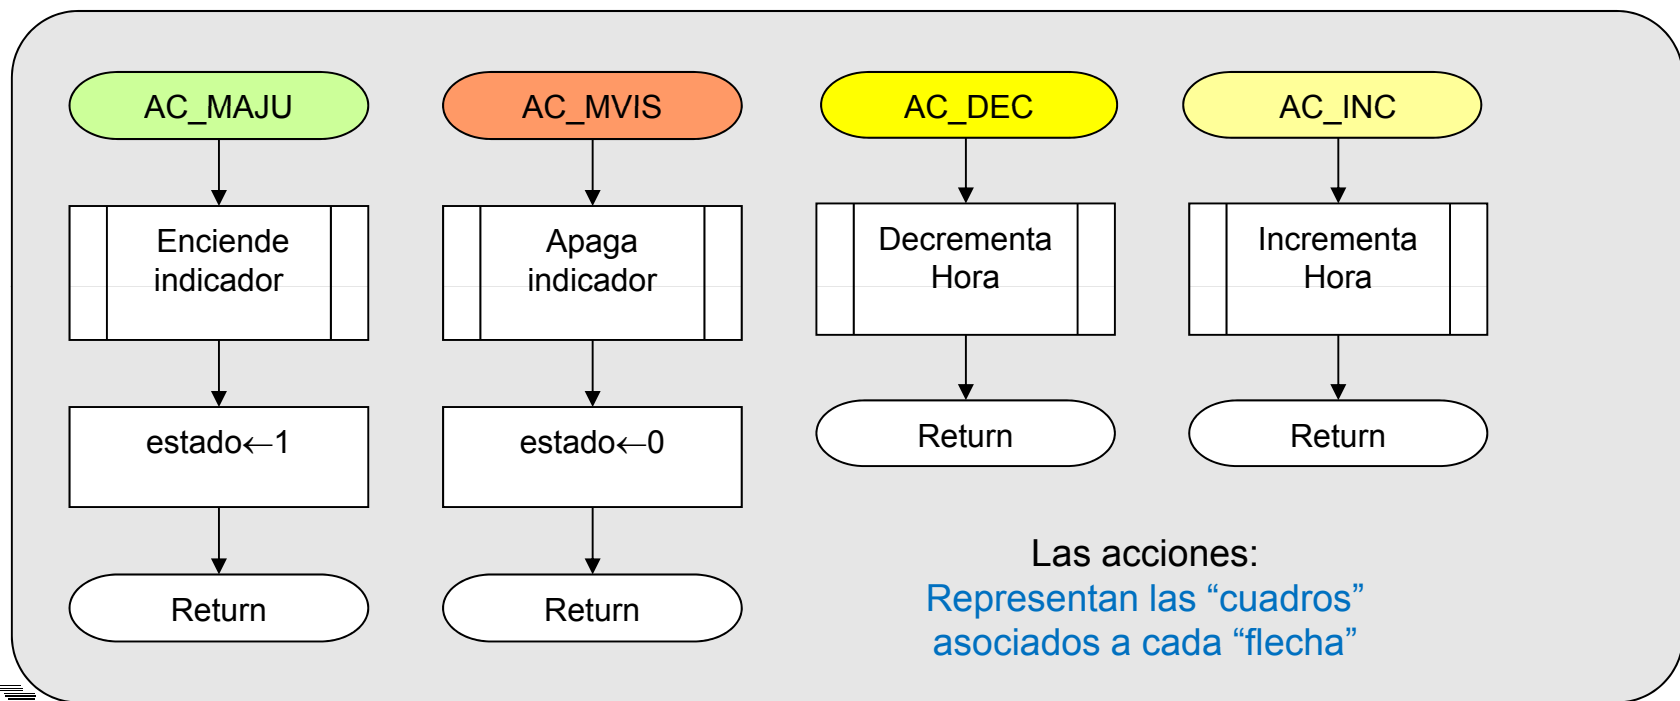 AC_MAJU
Enciende
indicador
estado←1
Return
AC_MVIS
Apaga
indicador
estado←0
Return
AC_DEC
Decrementa
Hora
Return
AC_INC
Incrementa
Hora
Return
Las acciones:
Representan las “cuadros”
asociados a cada “flecha”